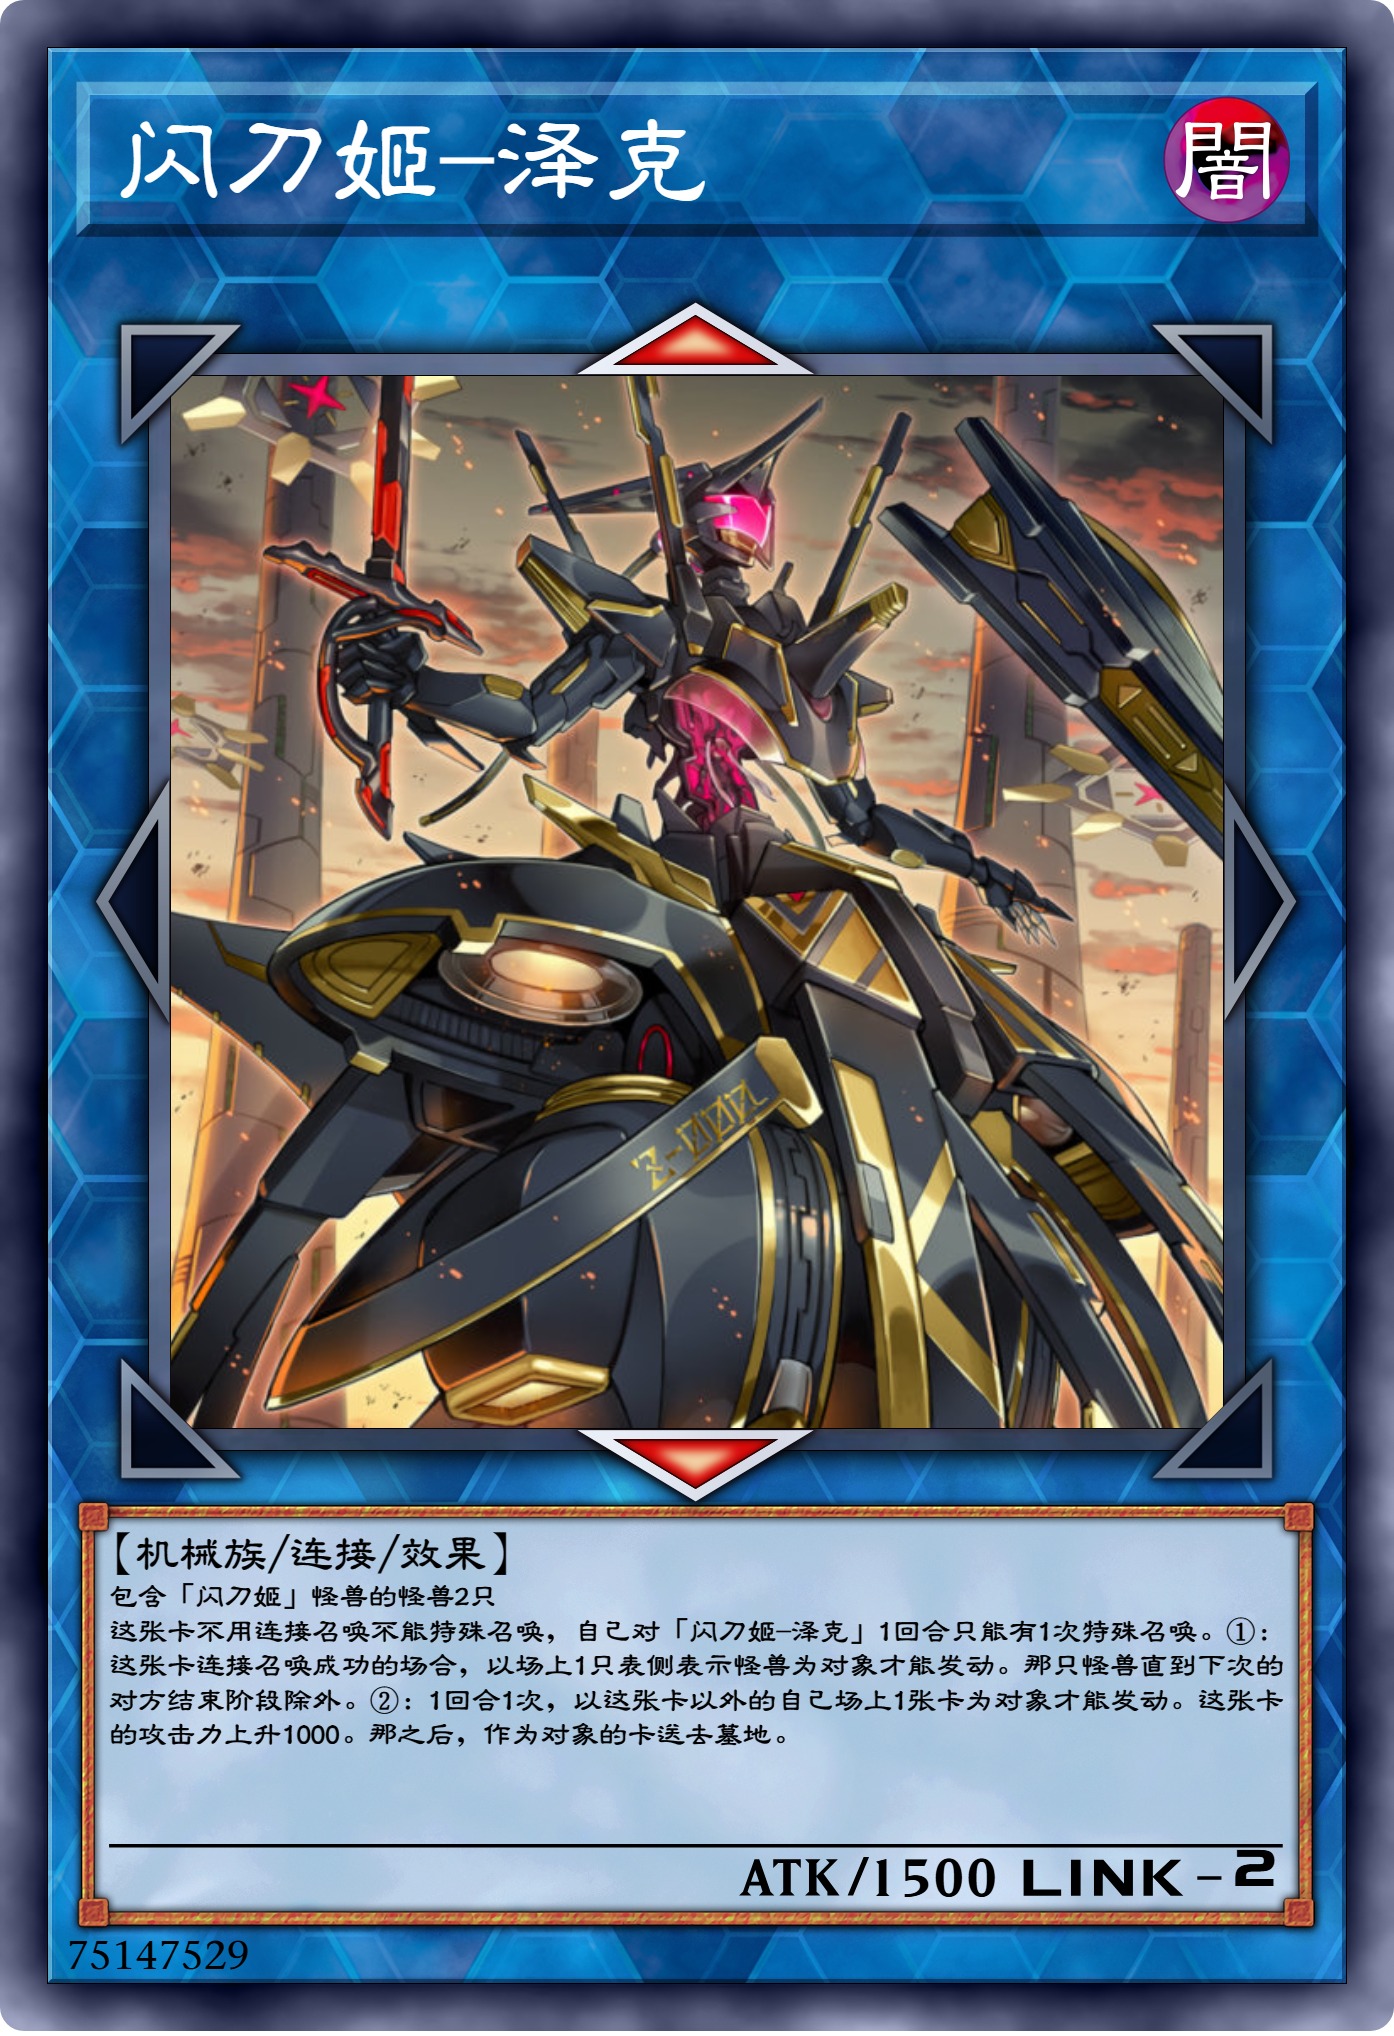 闪刀姬-泽克
闇
Z-000
【机械族/连接/效果】
包含「闪刀姬」怪兽的怪兽2只
这张卡不用连接召唤不能特殊召唤，自己对「闪刀姬-泽克」1回合只能有1次特殊召唤。①：
这张卡连接召唤成功的场合，以场上1只表侧表示怪兽为对象才能发动。那只怪兽直到下次的
对方结束阶段除外。②：1回合1次，以这张卡以外的自己场上1张卡为对象才能发动。这张卡
的攻击力上升1000。那之后，作为对象的卡送去墓地。
ATK/1500 LINK-2
75147529